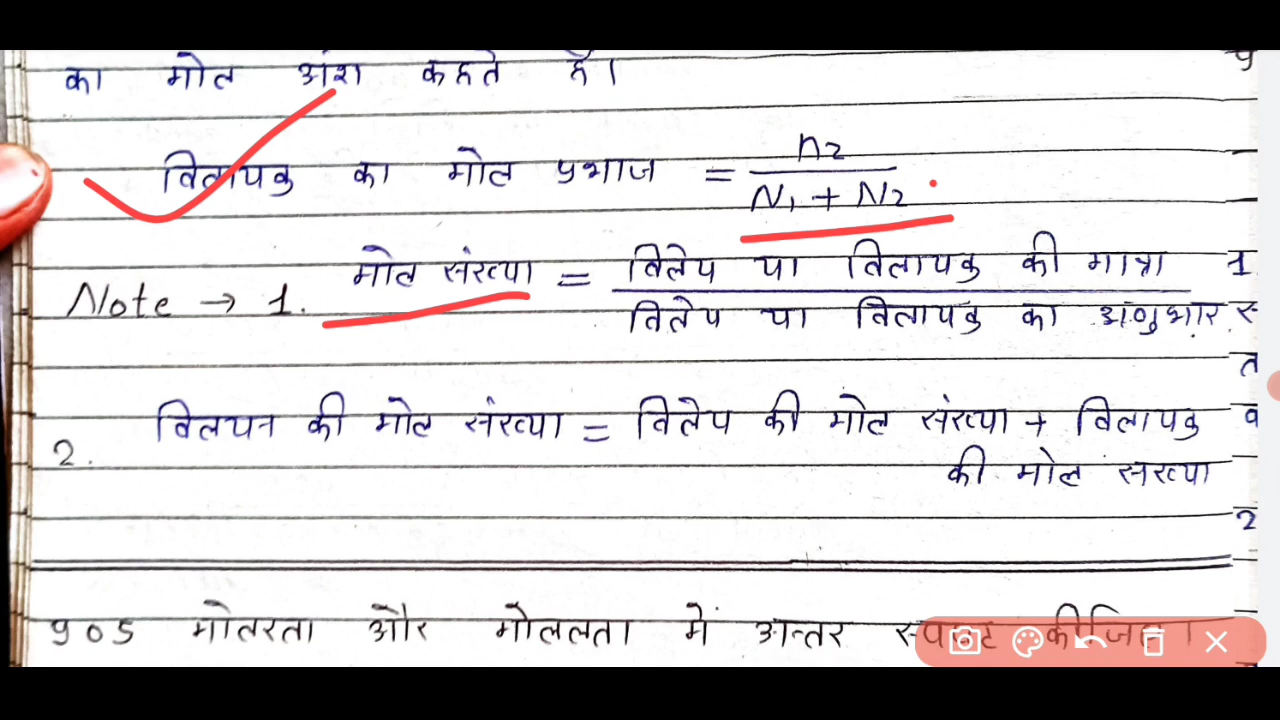 का मोल अंश कहते हैं।
विलायक का मोल प्रभाज = n2 / N1 + N2
Note → 1. मोल संख्या = विलेय या विलायक की मात्रा / विलेय या विलायक का अणुभार
2. विलयन की मोल संख्या = विलेय की मोल संख्या + विलायक
की मोल संख्या
मोलरता और मोललता में अन्तर स्पष्ट कीजिए।